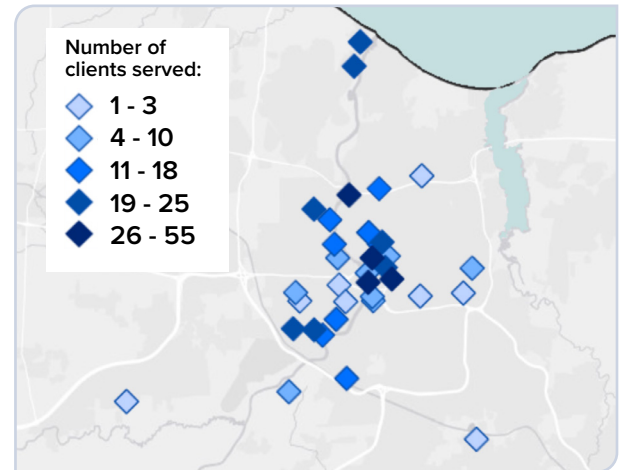 Number of
clients served:
1 - 3
4 - 10
11 - 18
19 - 25
26 - 55